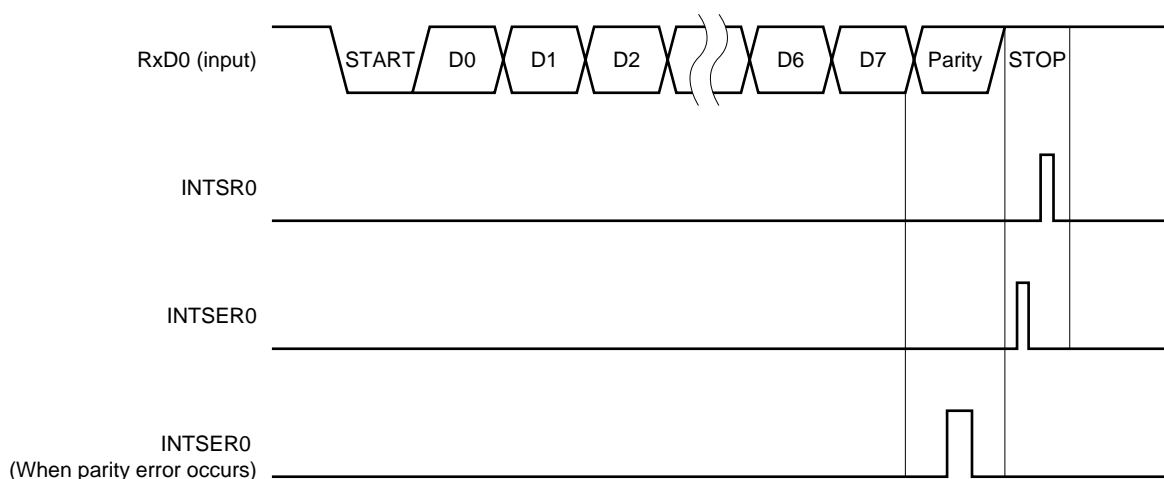 RxD0 (input) START D0 D1 D2 D6 D7 Parity STOP
INTSR0
INTSER0
INTSER0
(When parity error occurs)